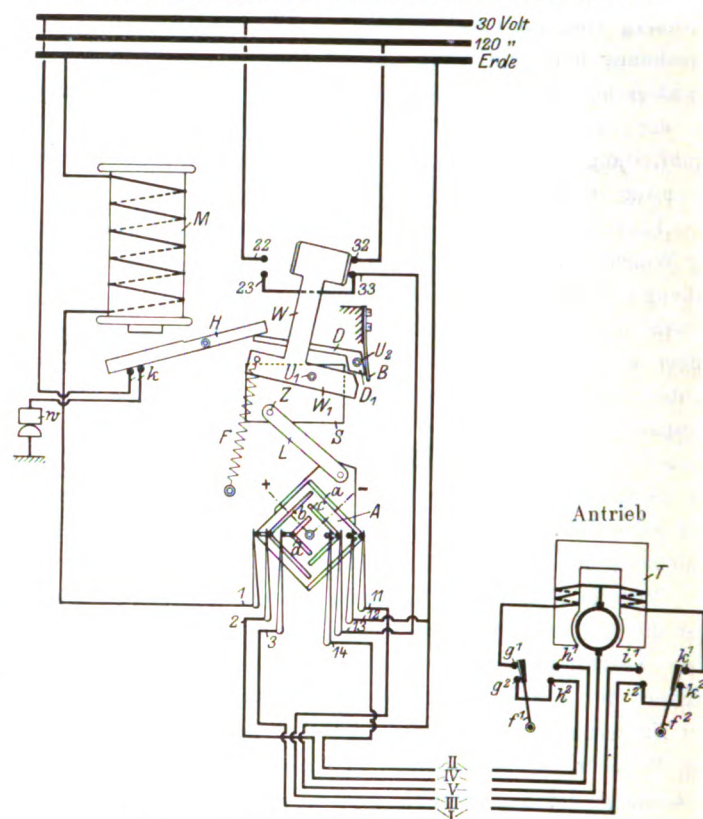 30 Volt
120 "
Erde
M
22
32
23
33
W
H
D
U₂
k
8
U₁
B
D₁
W₁
w
Z
S
F
L
a
+
b
c
–
A
d
Antrieb
T
1
11
2
12
3
13
14
g¹
h¹
i¹
k¹
g²
h²
i²
k²
f¹
f²
II
IV
V
III
I